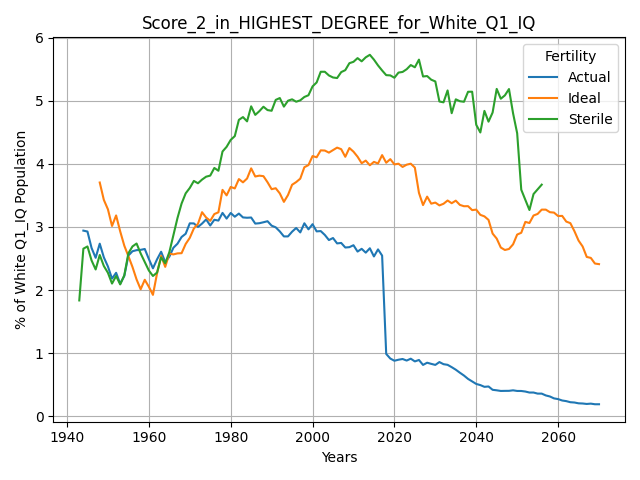 Score_2_in_HIGHEST_DEGREE_for_White_Q1_IQ
% of White Q1_IQ Population
6
5
4
3
2
1
0
Fertility
Actual
Ideal
Sterile
1940
1960
1980
2000
2020
2040
2060
Years